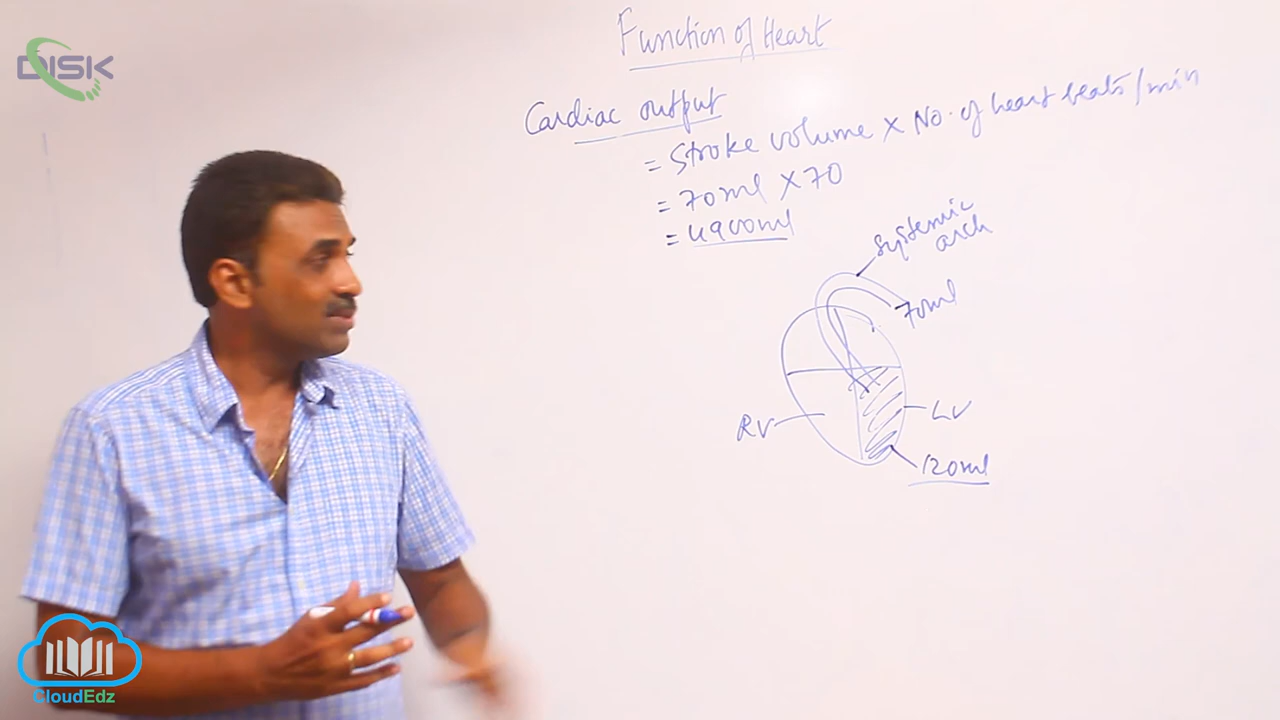 DISK
Function of Heart
Cardiac output
= Stroke volume × No. of heart beats/min
= 70ml × 70
= 4900ml
Systemic
arch
70ml
RV
LV
120ml
CloudEdz